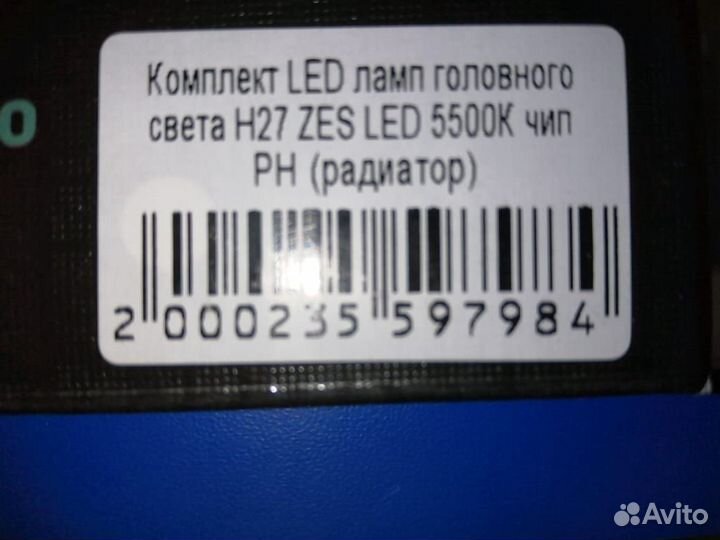 Комплект LED ламп головного
света H27 ZES LED 5500K чип
PH (радиатор)
2 000235 597984
Avito